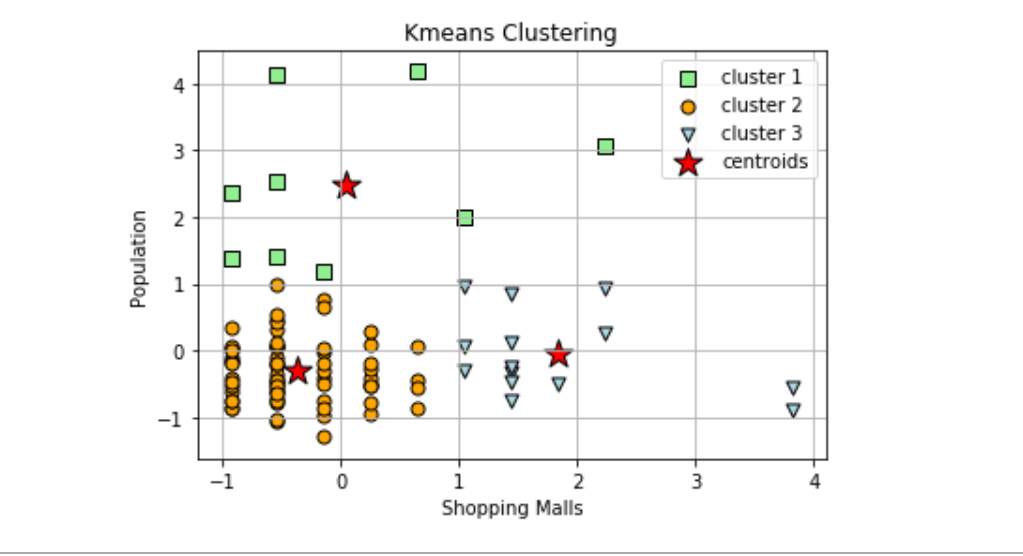 Kmeans Clustering
cluster 1
cluster 2
cluster 3
centroids
Population
4
3
2
1
0
−1
−1 0 1 2 3 4
Shopping Malls